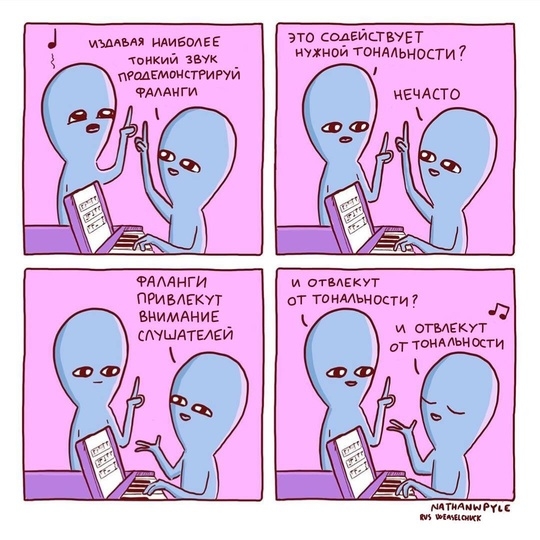 ИЗДАВАЯ НАИБОЛЕЕ
ТОНКИЙ ЗВУК
ПРОДЕМОНСТРИРУЙ
ФАЛАНГИ
ЭТО СОДЕЙСТВУЕТ
НУЖНОЙ ТОНАЛЬНОСТИ?
НЕЧАСТО
ФАЛАНГИ
ПРИВЛЕКУТ
ВНИМАНИЕ
СЛУШАТЕЛЕЙ
И ОТВЛЕКУТ
ОТ ТОНАЛЬНОСТИ?
И ОТВЛЕКУТ
ОТ ТОНАЛЬНОСТИ
NATHANWPYLE
RUS WEASELCHUCK